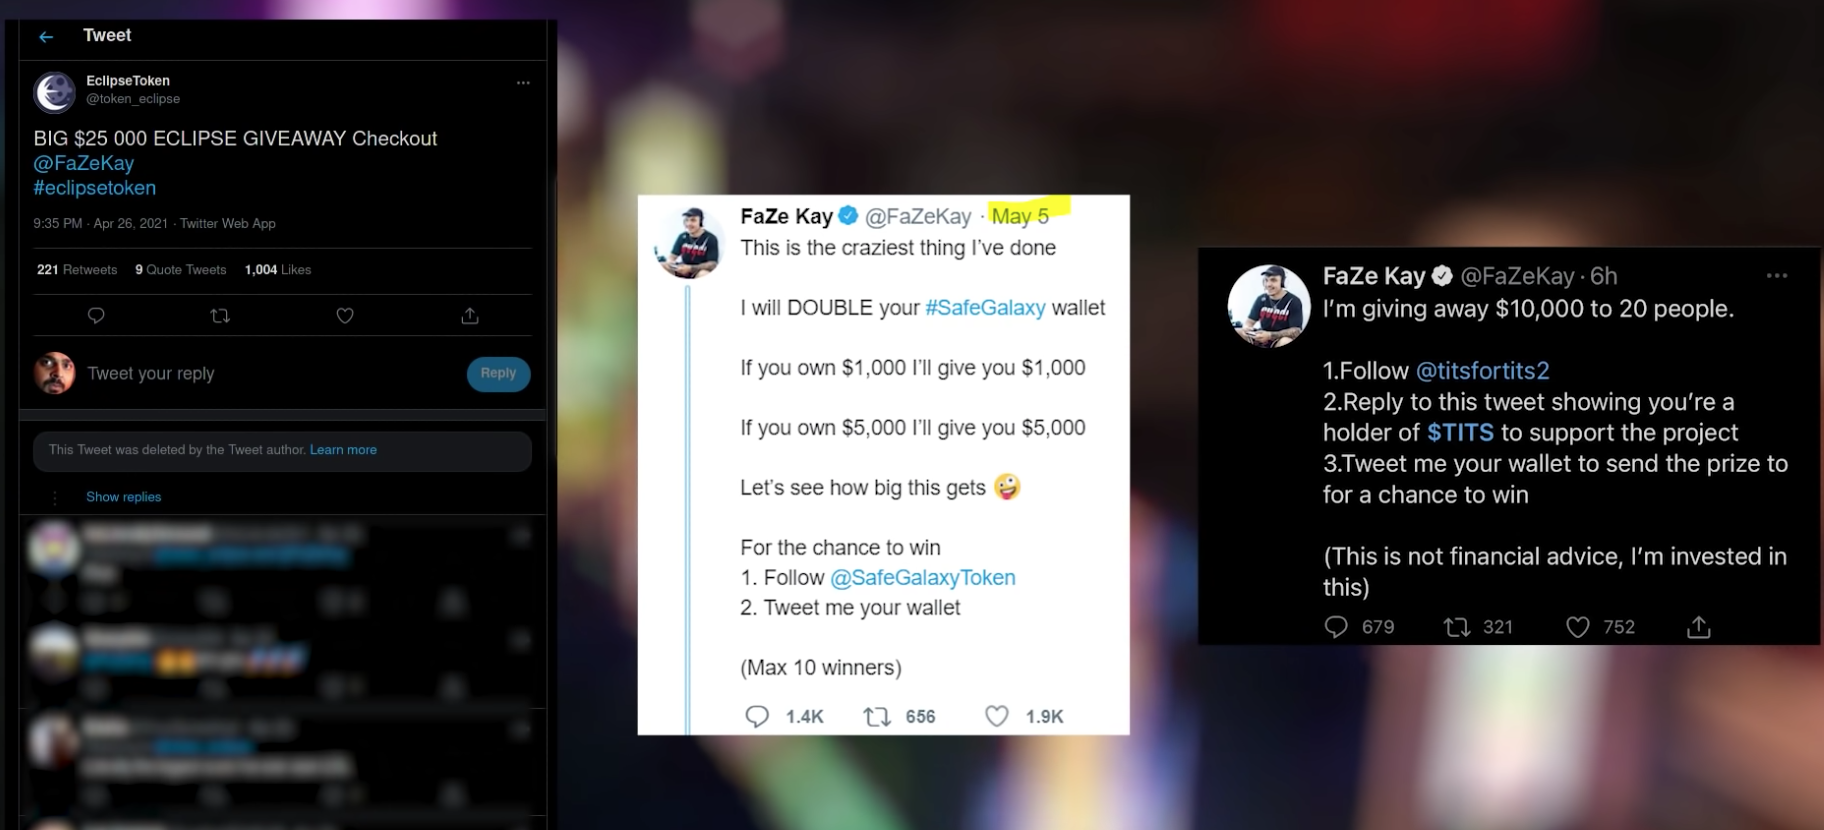 Tweet
EclipseToken
@token_eclipse
BIG $25 000 ECLIPSE GIVEAWAY Checkout
@FaZeKay
#eclipsetoken
9:35 PM · Apr 26, 2021 · Twitter Web App
221 Retweets 9 Quote Tweets 1,004 Likes
Tweet your reply
Reply
This Tweet was deleted by the Tweet author. Learn more
Show replies
FaZe Kay @FaZeKay · May 5
This is the craziest thing I've done
I will DOUBLE your #SafeGalaxy wallet
If you own $1,000 I'll give you $1,000
If you own $5,000 I'll give you $5,000
Let's see how big this gets 🤪
For the chance to win
1. Follow @SafeGalaxyToken
2. Tweet me your wallet
(Max 10 winners)
1.4K 656 1.9K
FaZe Kay @FaZeKay · 6h
I'm giving away $10,000 to 20 people.
1.Follow @titsfortits2
2.Reply to this tweet showing you're a
holder of $TITS to support the project
3.Tweet me your wallet to send the prize to
for a chance to win
(This is not financial advice, I'm invested in
this)
679 321 752